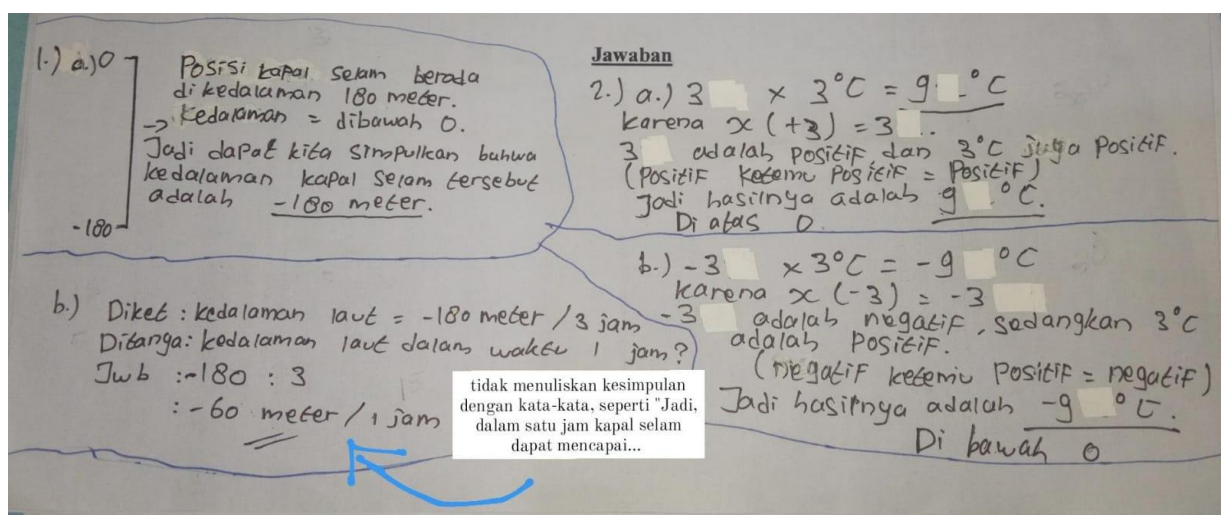 1.) a.) 0
Posisi kapal selam berada
di kedalaman 180 meter.
→ kedalaman = dibawah 0.
Jadi dapat kita simpulkan bahwa
kedalaman kapal selam tersebut
adalah -180 meter.
-180
b.) Diket : kedalaman laut = -180 meter / 3 jam
Ditanya: kedalaman laut dalam waktu 1 jam?
Jwb :-180 : 3
: -60 meter / 1 jam
tidak menuliskan kesimpulan
dengan kata-kata, seperti "Jadi,
dalam satu jam kapal selam
dapat mencapai...
Jawaban
2.) a.) 3 × 3°C = 9 °C
karena x (+3) = 3 ..
3 adalah positif dan 3°C juga positif.
(Positif ketemu Positif = Positif)
Jadi hasilnya adalah 9 °C.
Di atas 0.
b.) -3 × 3°C = -9 °C
karena x (-3) = -3
-3 adalah negatif, sedangkan 3°C
adalah positif.
(negatif ketemu positif = negatif)
Jadi hasilnya adalah -9 °C.
Di bawah 0